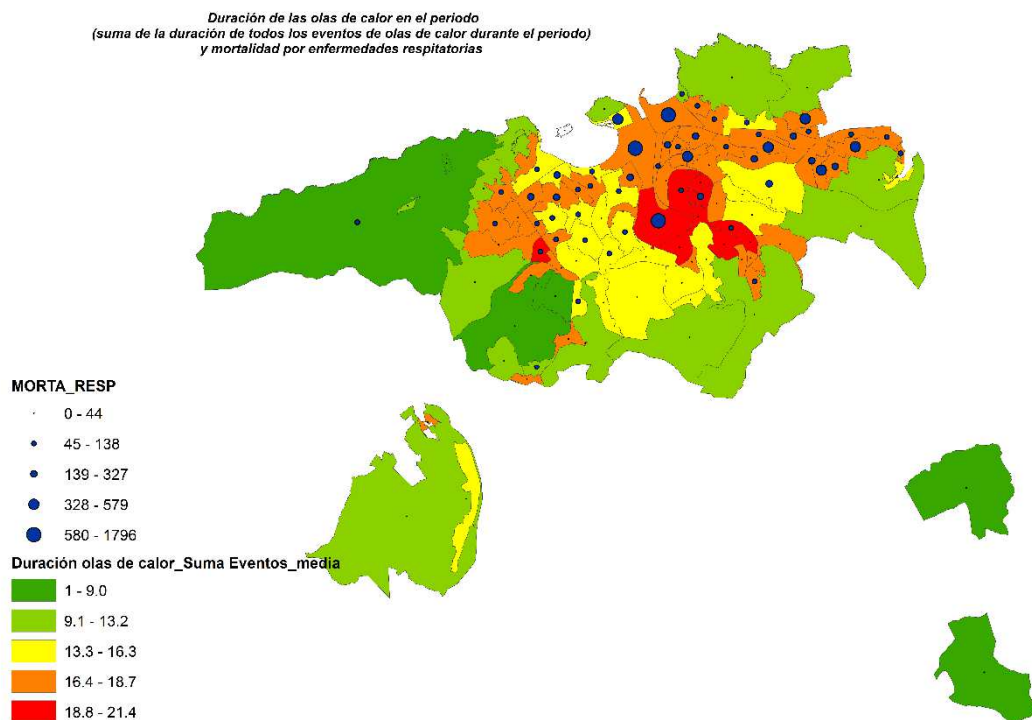 Duración de las olas de calor en el periodo
(suma de la duración de todos los eventos de olas de calor durante el periodo)
y mortalidad por enfermedades respitatorias
MORTA_RESP
0 - 44
45 - 138
139 - 327
328 - 579
580 - 1796
Duración olas de calor_Suma Eventos_media
1 - 9.0
9.1 - 13.2
13.3 - 16.3
16.4 - 18.7
18.8 - 21.4